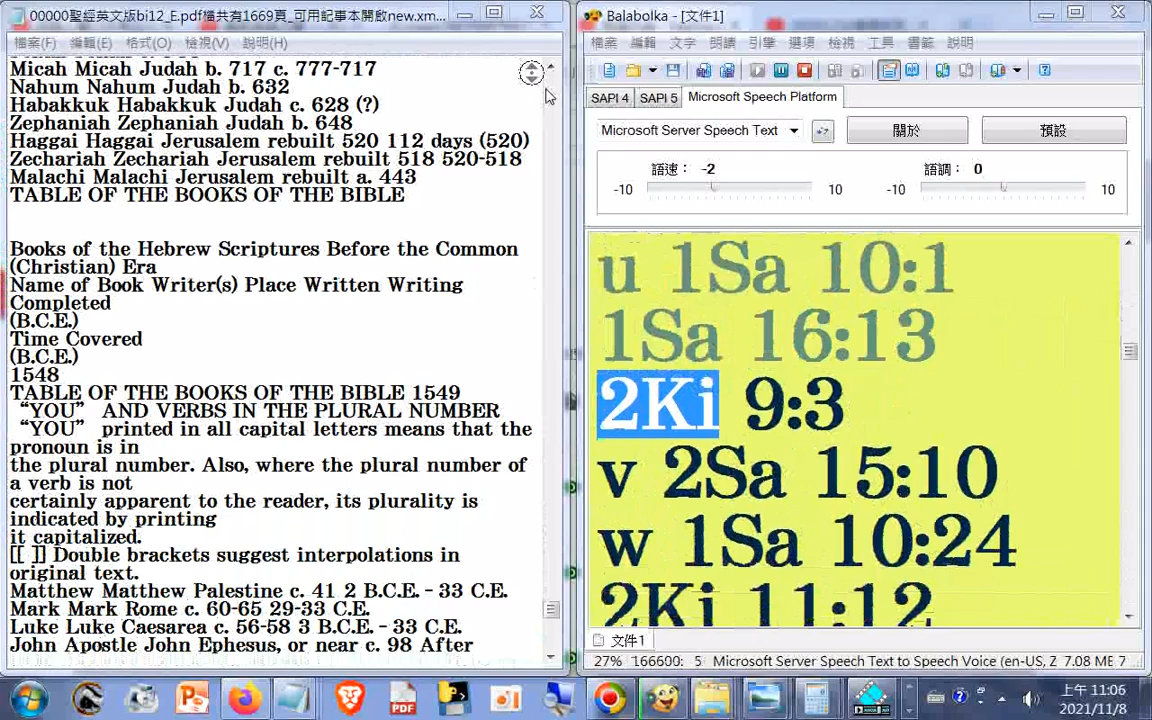 00000聖經英文版bi12_E.pdf檔共有1669頁_可用記事本開啟new.xm...
檔案(F) 編輯(E) 格式(O) 檢視(V) 說明(H)
Micah Micah Judah b. 717 c. 777-717
Nahum Nahum Judah b. 632
Habakkuk Habakkuk Judah c. 628 (?)
Zephaniah Zephaniah Judah b. 648
Haggai Haggai Jerusalem rebuilt 520 112 days (520)
Zechariah Zechariah Jerusalem rebuilt 518 520-518
Malachi Malachi Jerusalem rebuilt a. 443
TABLE OF THE BOOKS OF THE BIBLE
Books of the Hebrew Scriptures Before the Common
(Christian) Era
Name of Book Writer(s) Place Written Writing
Completed
(B.C.E.)
Time Covered
(B.C.E.)
1548
TABLE OF THE BOOKS OF THE BIBLE 1549
“YOU” AND VERBS IN THE PLURAL NUMBER
“YOU” printed in all capital letters means that the
pronoun is in
the plural number. Also, where the plural number of
a verb is not
certainly apparent to the reader, its plurality is
indicated by printing
it capitalized.
[[ ]] Double brackets suggest interpolations in
original text.
Matthew Matthew Palestine c. 41 2 B.C.E. – 33 C.E.
Mark Mark Rome c. 60-65 29-33 C.E.
Luke Luke Caesarea c. 56-58 3 B.C.E. – 33 C.E.
John Apostle John Ephesus, or near c. 98 After
Balabolka - [文件1]
檔案 編輯 文字 朗讀 引擎 選項 檢視 工具 書籤 說明
SAPI 4 SAPI 5 Microsoft Speech Platform
Microsoft Server Speech Text 關於 預設
語速: -2 語調: 0
-10 10 -10 10
u 1Sa 10:1
1Sa 16:13
2Ki 9:3
v 2Sa 15:10
w 1Sa 10:24
2Ki 11:12
文件1
27% 166600: 5 Microsoft Server Speech Text to Speech Voice (en-US, Z 7.08 ME 7
上午 11:06
2021/11/8